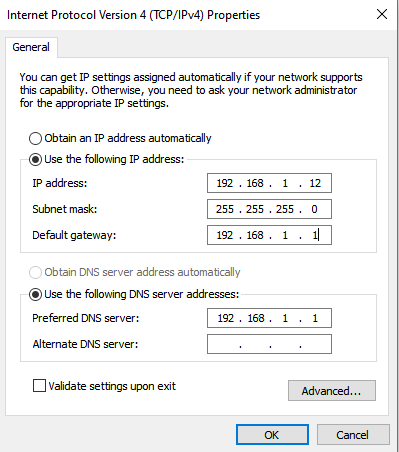 Internet Protocol Version 4 (TCP/IPv4) Properties
General
You can get IP settings assigned automatically if your network supports
this capability. Otherwise, you need to ask your network administrator
for the appropriate IP settings.
Obtain an IP address automatically
Use the following IP address:
IP address: 192 . 168 . 1 . 12
Subnet mask: 255 . 255 . 255 . 0
Default gateway: 192 . 168 . 1 . 1
Obtain DNS server address automatically
Use the following DNS server addresses:
Preferred DNS server: 192 . 168 . 1 . 1
Alternate DNS server: . . .
Validate settings upon exit
Advanced...
OK Cancel